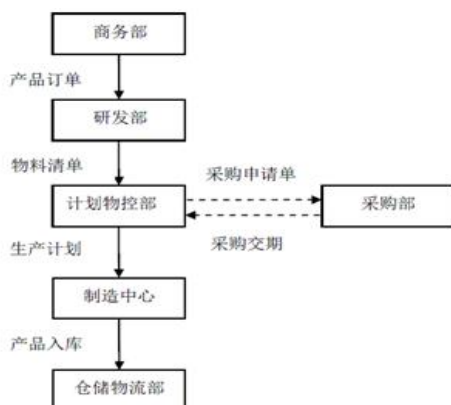 商务部
产品订单
研发部
物料清单
采购申请单
计划物控部
采购部
采购交期
生产计划
制造中心
产品入库
仓储物流部